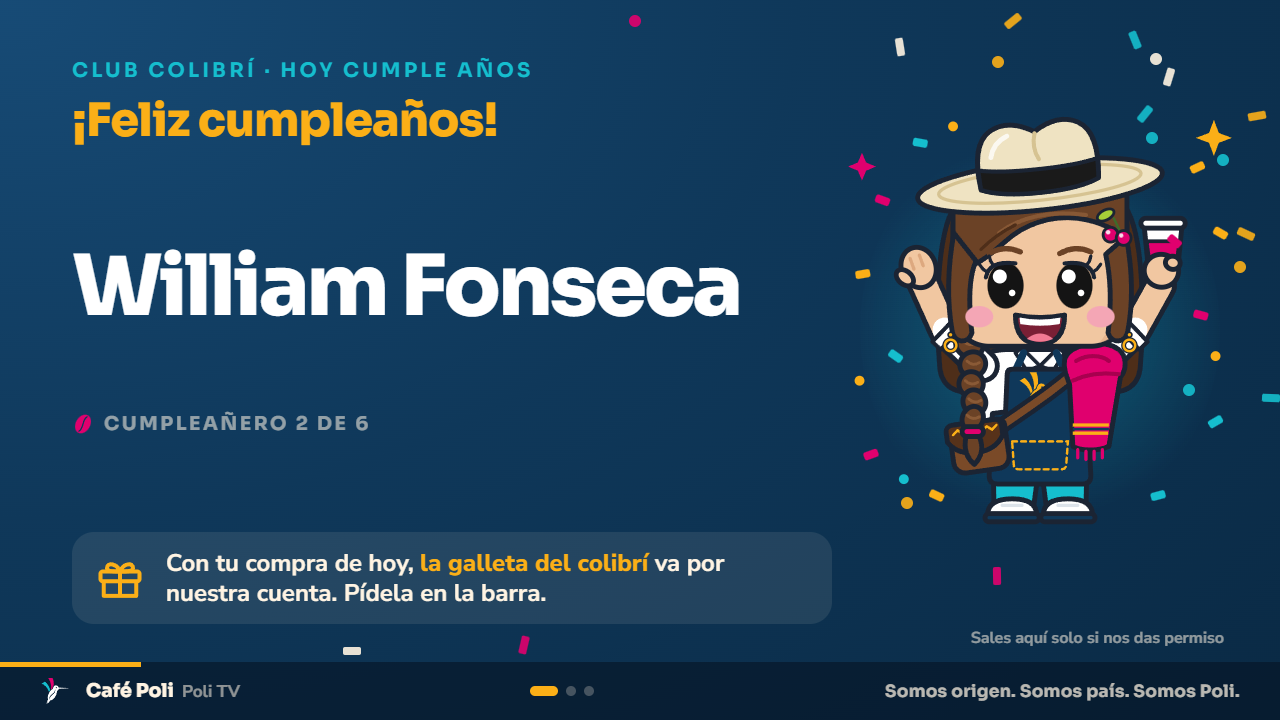 CLUB COLIBRÍ · HOY CUMPLE AÑOS
¡Feliz cumpleaños!
William Fonseca
CUMPLEAÑERO 2 DE 6
Con tu compra de hoy, la galleta del colibrí va por
nuestra cuenta. Pídela en la barra.
Sales aquí solo si nos das permiso
Café Poli Poli TV
Somos origen. Somos país. Somos Poli.